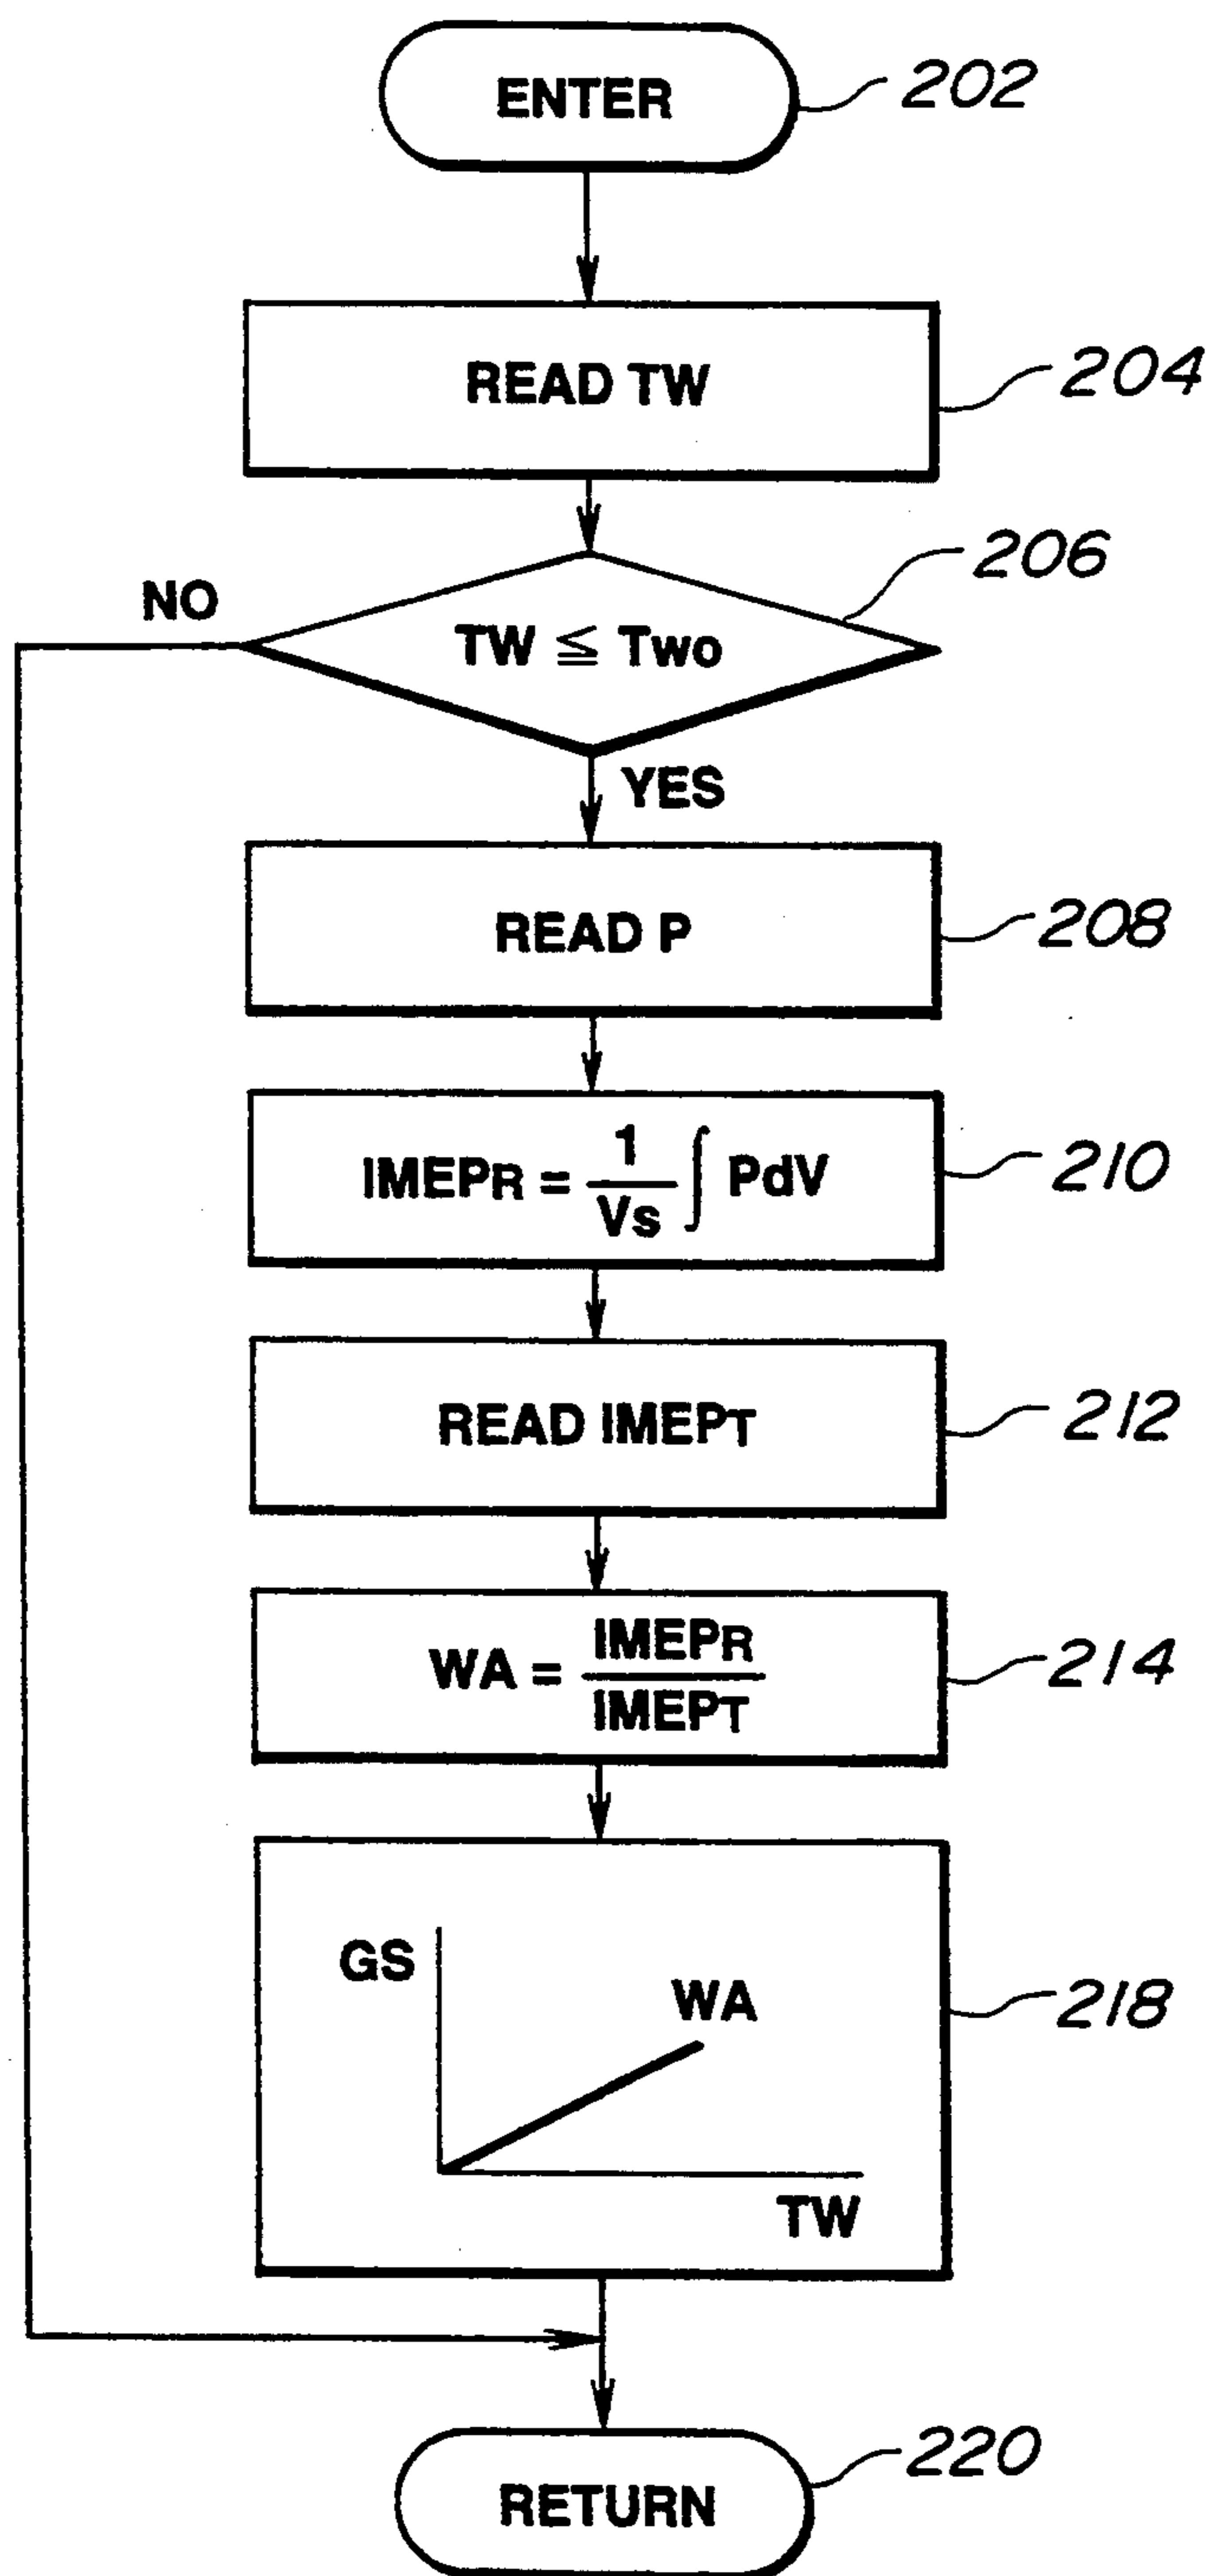 ENTER
202
READ TW
204
206
NO
TW ≦ Two
YES
READ P
208
IMEPR = 1/Vs ∫ PdV
210
READ IMEPT
212
WA = IMEPR/IMEPT
214
GS
WA
218
TW
220
RETURN